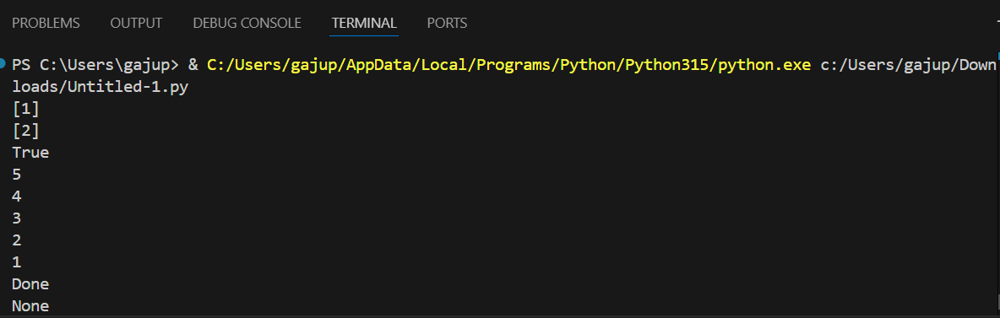 PROBLEMS OUTPUT DEBUG CONSOLE TERMINAL PORTS
PS C:\Users\gajup> & C:/Users/gajup/AppData/Local/Programs/Python/Python315/python.exe c:/Users/gajup/Down
loads/Untitled-1.py
[1]
[2]
True
5
4
3
2
1
Done
None